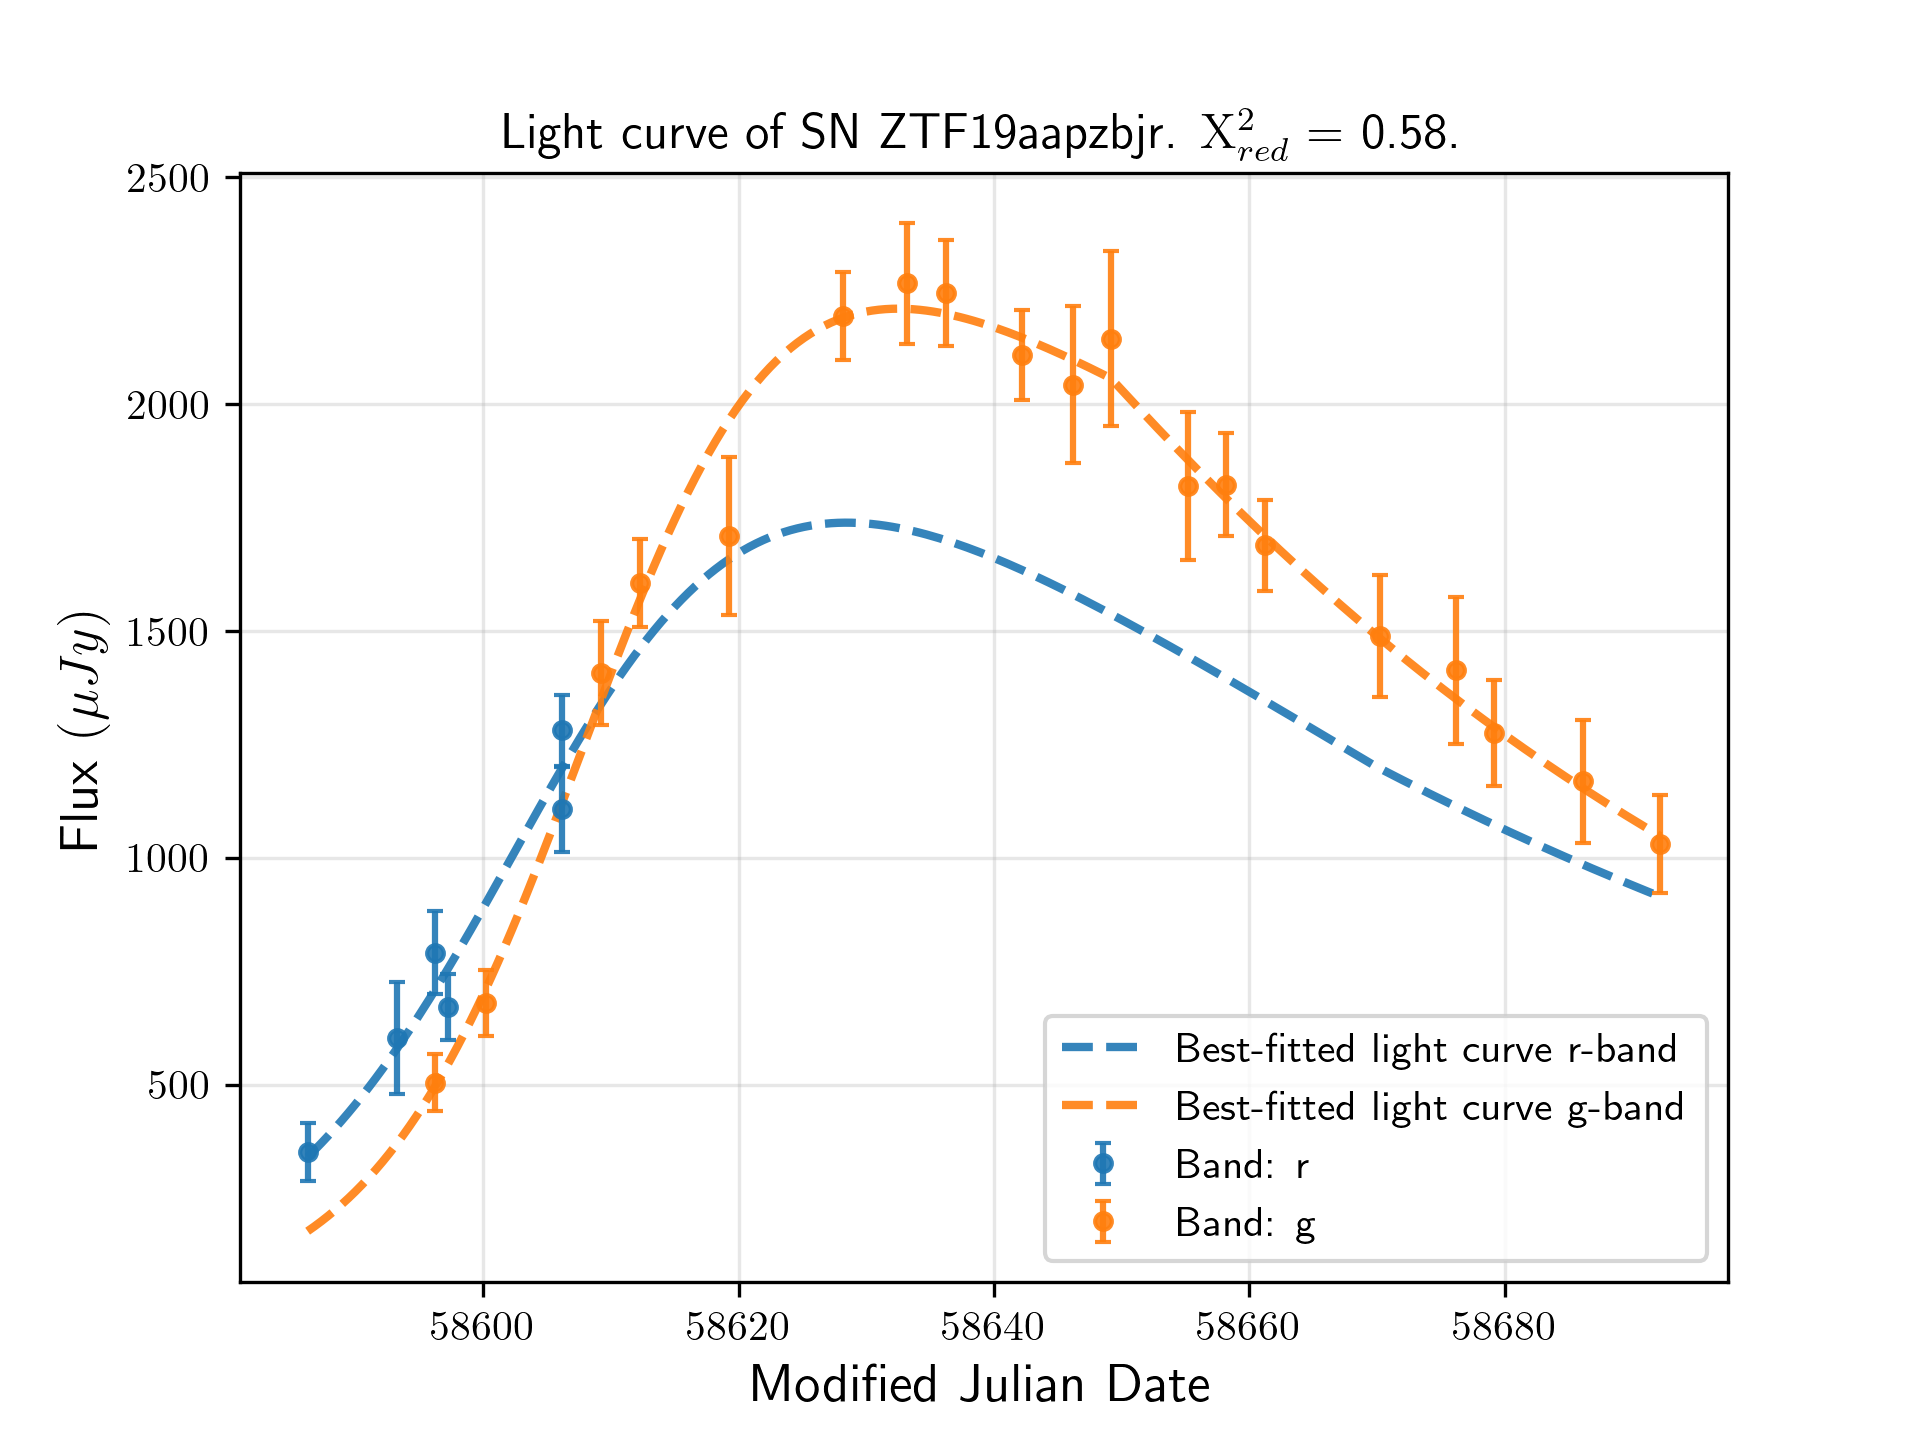 Light curve of SN ZTF19aapzbjr. X²_red = 0.58.
2500
2000
1500
1000
500
Flux (μJy)
58600 58620 58640 58660 58680
Modified Julian Date
Best-fitted light curve r-band
Best-fitted light curve g-band
Band: r
Band: g